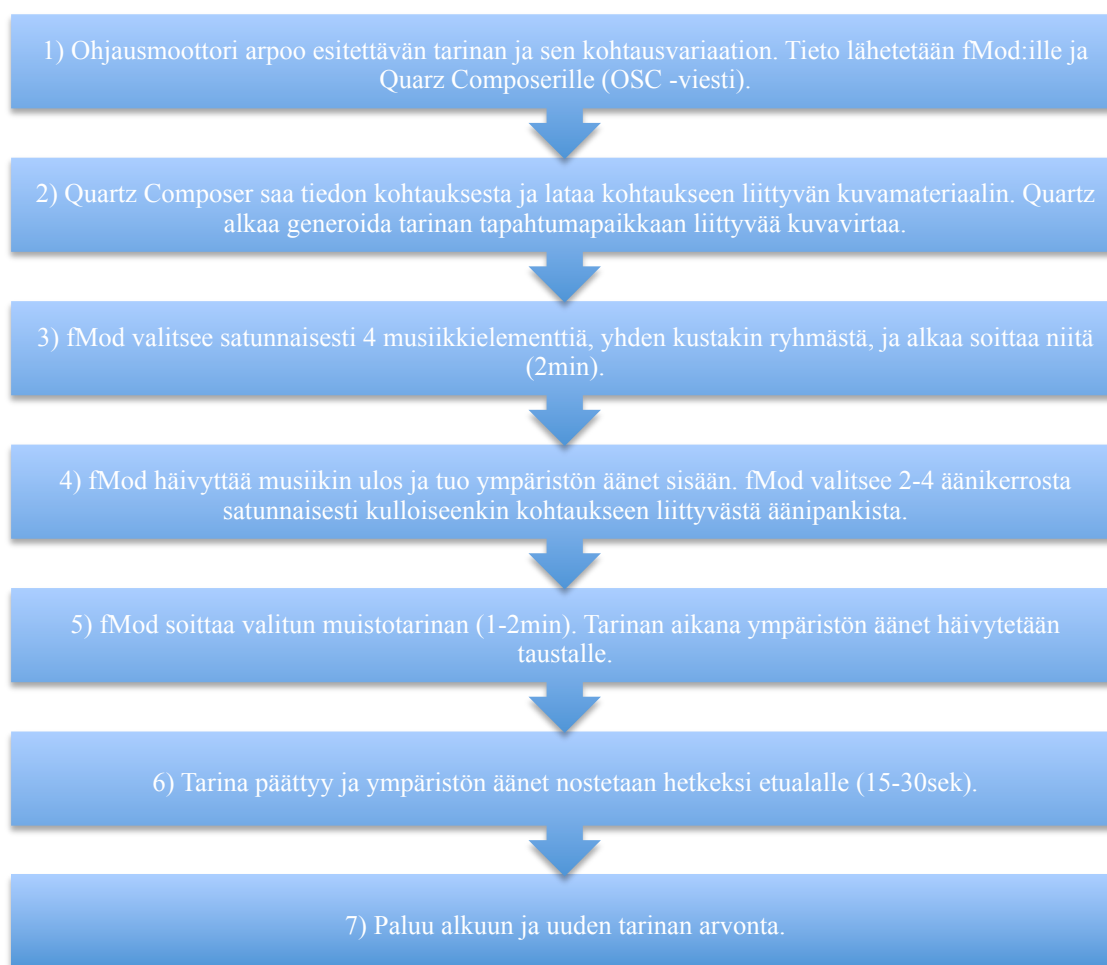 1) Ohjausmoottori arpoo esitettävän tarinan ja sen kohtausvariaation. Tieto lähetetään fMod:ille ja
Quarz Composerille (OSC -viesti).
2) Quartz Composer saa tiedon kohtauksesta ja lataa kohtaukseen liittyvän kuvamateriaalin. Quartz
alkaa generoida tarinan tapahtumapaikkaan liittyvää kuvavirtaa.
3) fMod valitsee satunnaisesti 4 musiikkielementtiä, yhden kustakin ryhmästä, ja alkaa soittaa niitä
(2min).
4) fMod häivyttää musiikin ulos ja tuo ympäristön äänet sisään. fMod valitsee 2-4 äänikerrosta
satunnaisesti kulloiseenkin kohtaukseen liittyvästä äänipankista.
5) fMod soittaa valitun muistotarinan (1-2min). Tarinan aikana ympäristön äänet häivytetään
taustalle.
6) Tarina päättyy ja ympäristön äänet nostetaan hetkeksi etualalle (15-30sek).
7) Paluu alkuun ja uuden tarinan arvonta.